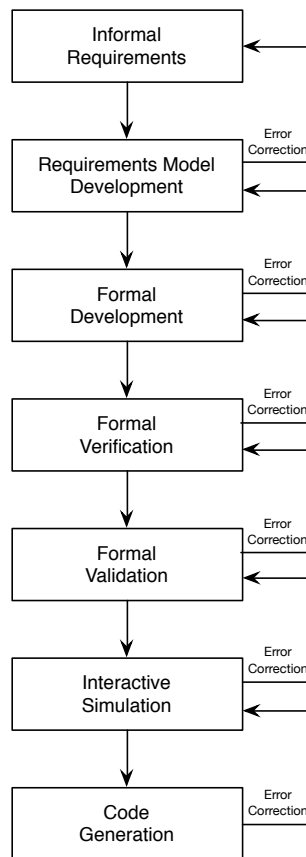 Informal
Requirements
Error
Correction
Requirements Model
Development
Error
Correction
Formal
Development
Error
Correction
Formal
Verification
Error
Correction
Formal
Validation
Error
Correction
Interactive
Simulation
Error
Correction
Code
Generation